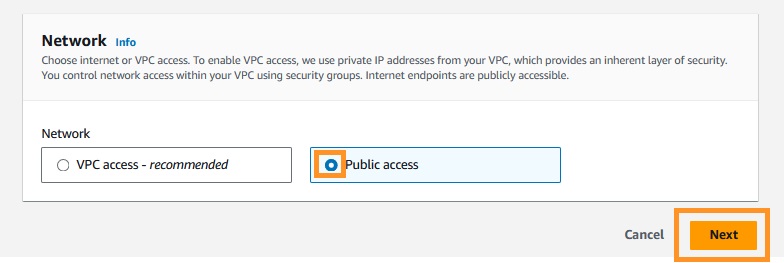 Network Info
Choose internet or VPC access. To enable VPC access, we use private IP addresses from your VPC, which provides an inherent layer of security.
You control network access within your VPC using security groups. Internet endpoints are publicly accessible.
Network
VPC access - recommended
Public access
Cancel
Next